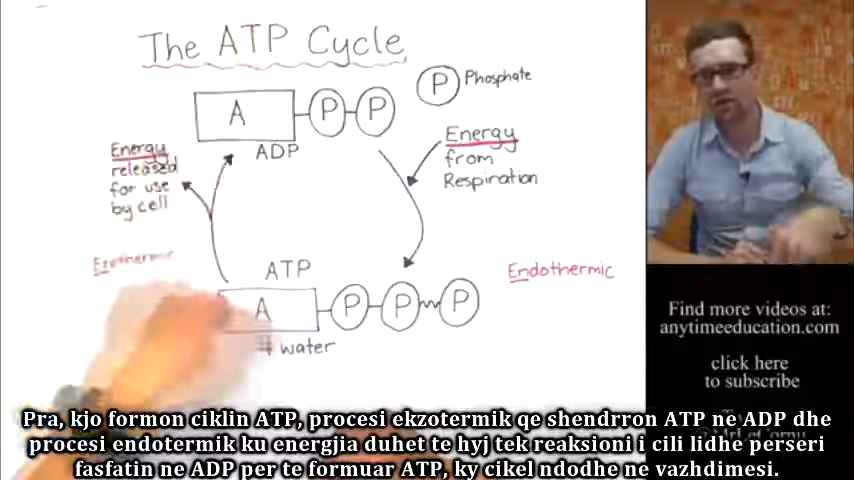 The ATP Cycle
A
P
P
P
Phosphate
ADP
Energy
released
for use
by cell
Energy
from
Respiration
Exothermic
ATP
Endothermic
A
P
P
P
+ water
Find more videos at:
anytimeeducation.com
click here
to subscribe
Pra, kjo formon ciklin ATP, procesi ekzotermik qe shendrron ATP ne ADP dhe
procesi endotermik ku energjia duhet te hyj tek reaksioni i cili lidhe perseri
fasfatin ne ADP per te formuar ATP, ky cikel ndodhe ne vazhdimesi.